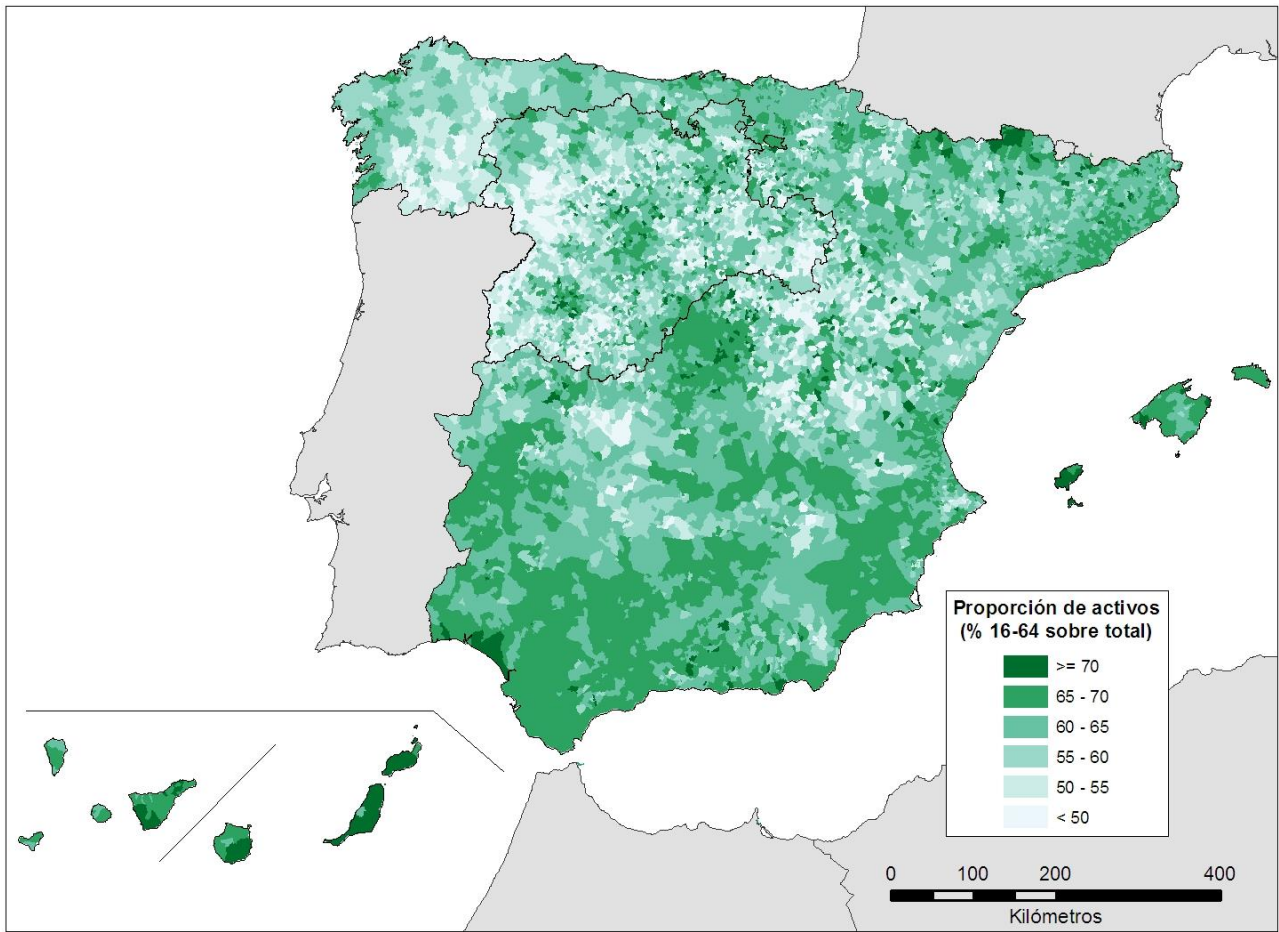 Proporción de activos
(% 16-64 sobre total)
>= 70
65 - 70
60 - 65
55 - 60
50 - 55
< 50
0 100 200 400
Kilómetros